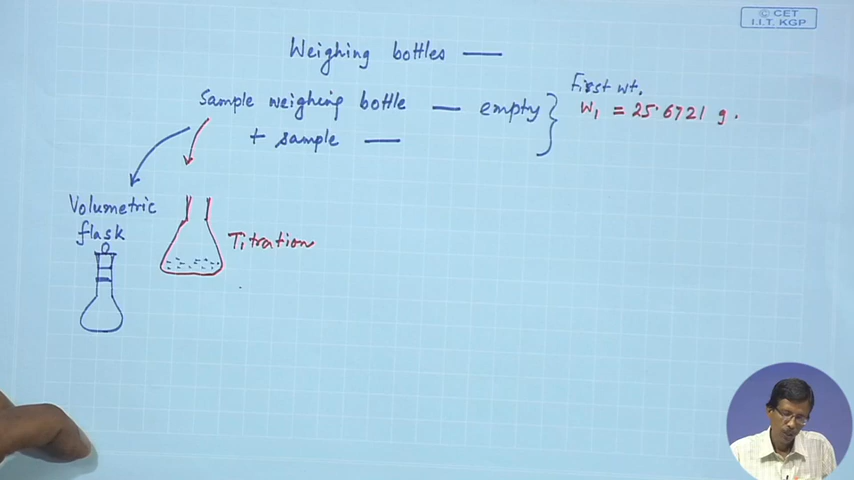 © CET
I.I.T. KGP
Weighing bottles —
Sample weighing bottle — empty
+ sample —
First wt.
W₁ = 25.6721 g.
Volumetric
flask
Titration